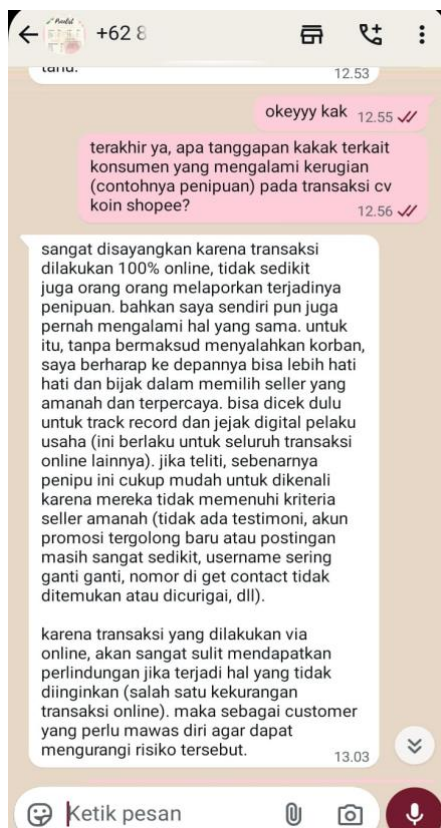 +62 8
12.53
okeyyy kak 12.55
terakhir ya, apa tanggapan kakak terkait
konsumen yang mengalami kerugian
(contohnya penipuan) pada transaksi cv
koin shopee?
12.56
sangat disayangkan karena transaksi
dilakukan 100% online, tidak sedikit
juga orang orang melaporkan terjadinya
penipuan. bahkan saya sendiri pun juga
pernah mengalami hal yang sama. untuk
itu, tanpa bermaksud menyalahkan korban,
saya berharap ke depannya bisa lebih hati
hati dan bijak dalam memilih seller yang
amanah dan terpercaya. bisa dicek dulu
untuk track record dan jejak digital pelaku
usaha (ini berlaku untuk seluruh transaksi
online lainnya). jika teliti, sebenarnya
penipu ini cukup mudah untuk dikenali
karena mereka tidak memenuhi kriteria
seller amanah (tidak ada testimoni, akun
promosi tergolong baru atau postingan
masih sangat sedikit, username sering
ganti ganti, nomor di get contact tidak
ditemukan atau dicurigai, dll).
karena transaksi yang dilakukan via
online, akan sangat sulit mendapatkan
perlindungan jika terjadi hal yang tidak
diinginkan (salah satu kekurangan
transaksi online). maka sebagai customer
yang perlu mawas diri agar dapat
mengurangi risiko tersebut.
13.03
Ketik pesan